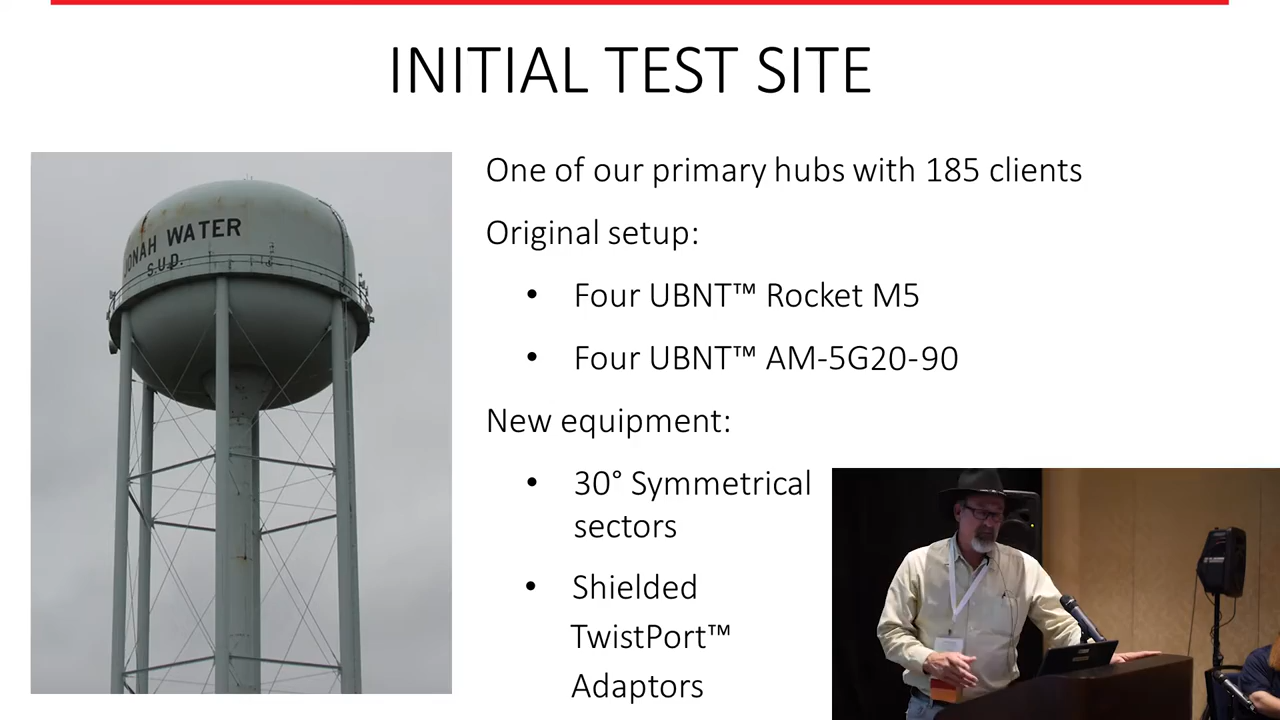 INITIAL TEST SITE
JONAH WATER
S.U.D.
One of our primary hubs with 185 clients
Original setup:
• Four UBNT™ Rocket M5
• Four UBNT™ AM-5G20-90
New equipment:
• 30° Symmetrical
sectors
• Shielded
TwistPort™
Adaptors